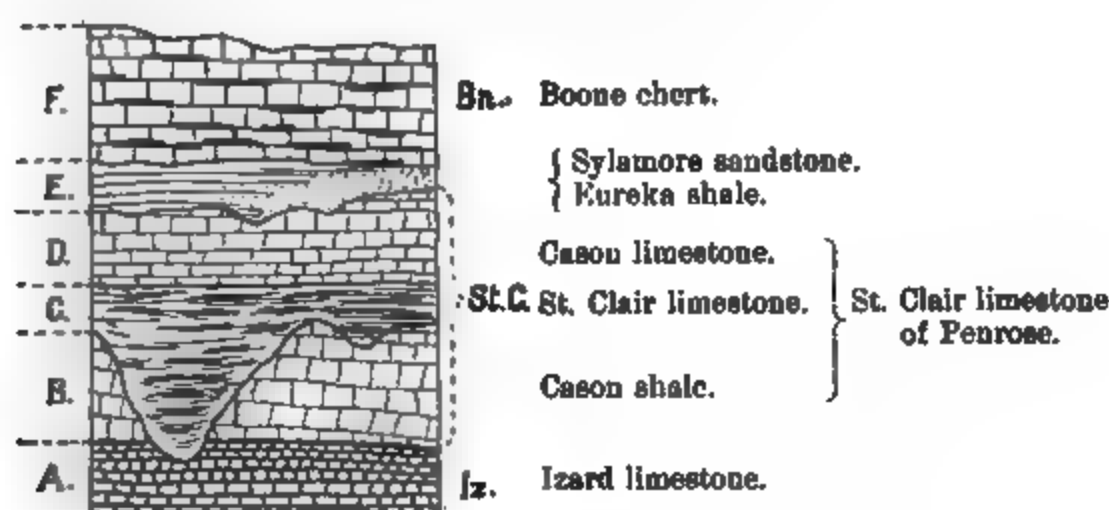 F. Bn. Boone chert.
E. { Sylamore sandstone.
{ Eureka shale.
D. Cason limestone.
C. St.C. St. Clair limestone. } St. Clair limestone
of Penrose.
B. Cason shale.
A. Iz. Izard limestone.